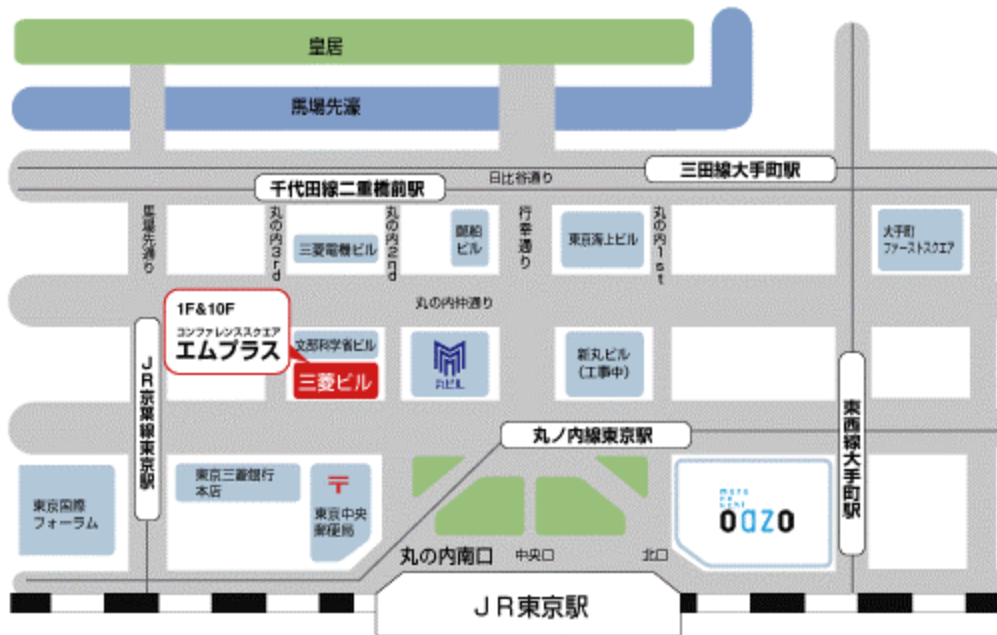 皇居
馬場先濠
三田線大手町駅
日比谷通り
千代田線二重橋前駅
馬場先通り
丸の内3rd
三菱電機ビル
丸の内2nd
郵船
ビル
行幸通り
東京海上ビル
丸の内1st
大手町
ファーストスクエア
丸の内仲通り
1F&10F
コンファレンススクエア
エムプラス
文部科学省ビル
三菱ビル
丸ビル
新丸ビル
(工事中)
JR京葉線東京駅
東西線大手町駅
丸ノ内線東京駅
東京国際
フォーラム
東京三菱銀行
本店
〒
東京中央
郵便局
maru
no
uchi
oazo
丸の内南口
中央口
北口
JR東京駅